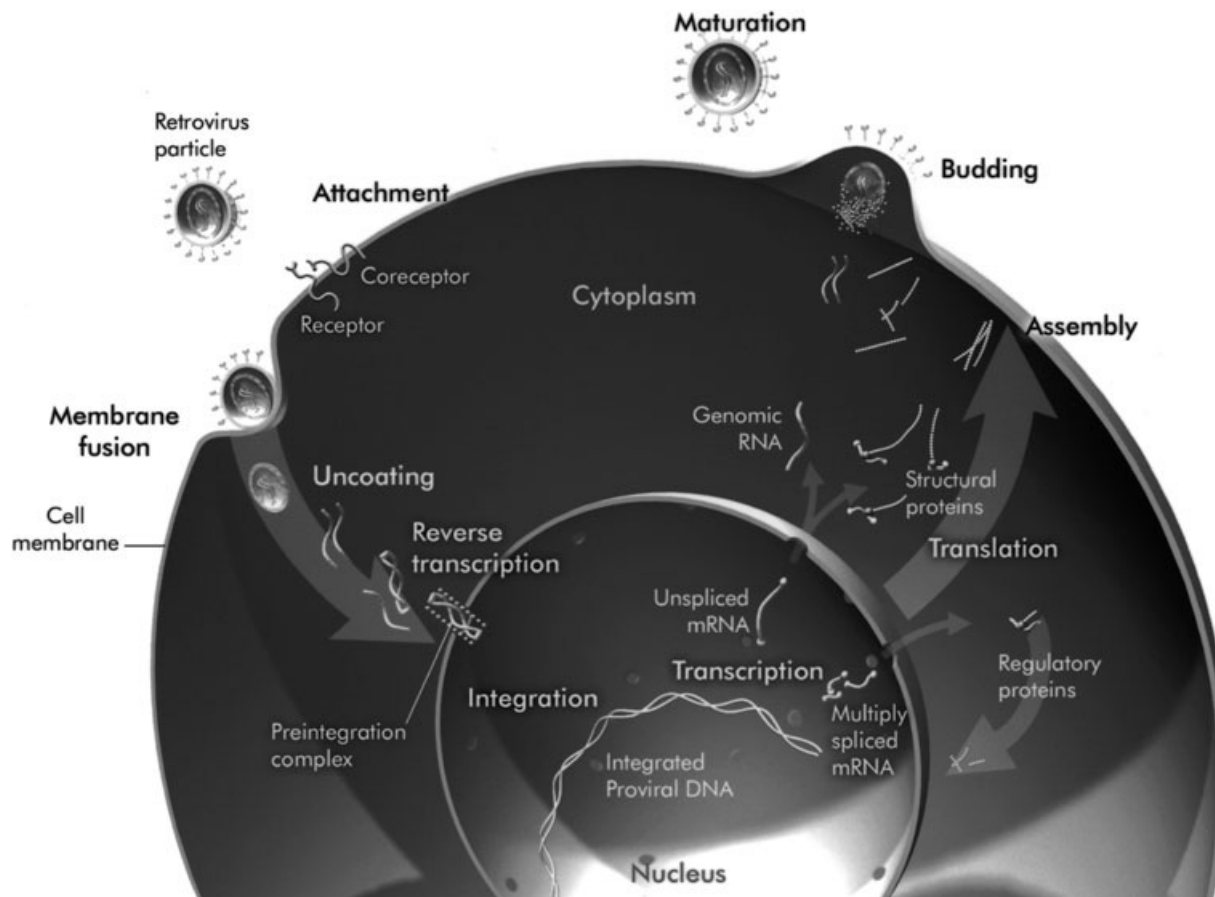 Maturation
Retrovirus
particle
Attachment
Budding
Coreceptor
Receptor
Cytoplasm
Assembly
Membrane
fusion
Genomic
RNA
Uncoating
Structural
proteins
Cell
membrane
Reverse
transcription
Translation
Unspliced
mRNA
Transcription
Regulatory
proteins
Integration
Preintegration
complex
Multiply
spliced
mRNA
Integrated
Proviral DNA
Nucleus